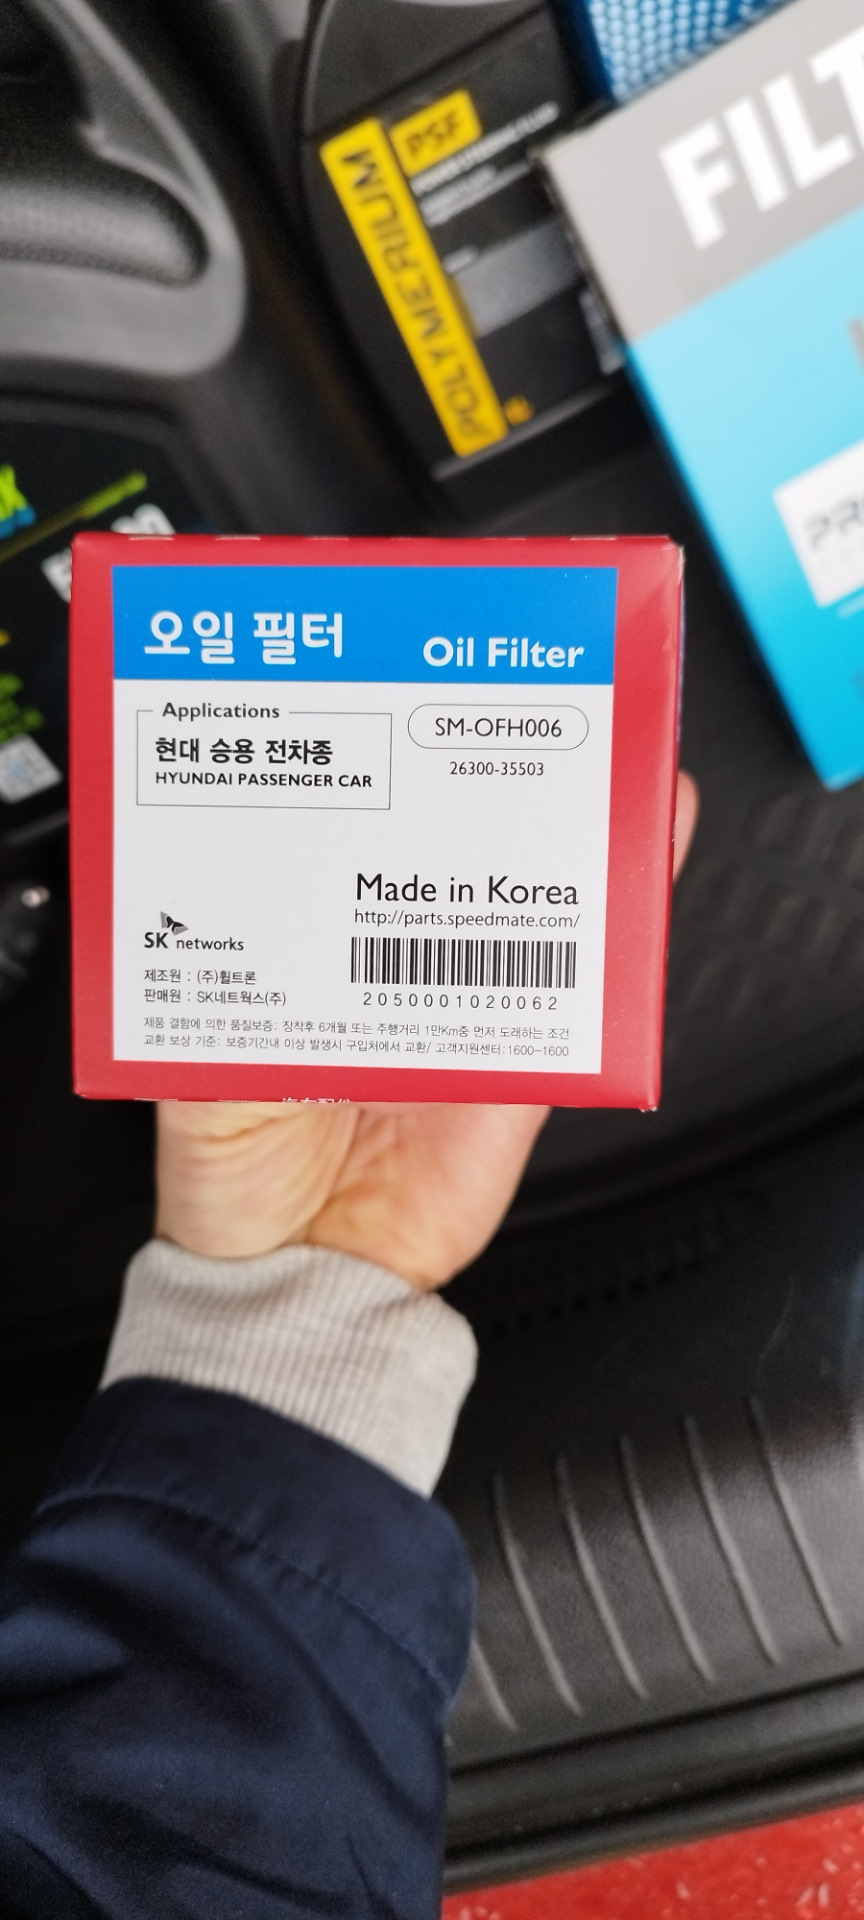 POLYMERIUM
PSF
FILT
오일 필터
Oil Filter
Applications
현대 승용 전차종
HYUNDAI PASSENGER CAR
SM-OFH006
26300-35503
Made in Korea
http://parts.speedmate.com/
SK networks
제조원 : (주)휠트론
판매원 : SK네트웍스(주)
2050001020062
제품 결함에 의한 품질보증: 장착후 6개월 또는 주행거리 1만Km중 먼저 도래하는 조건
교환 보상 기준: 보증기간내 이상 발생시 구입처에서 교환/ 고객지원센터:1600-1600